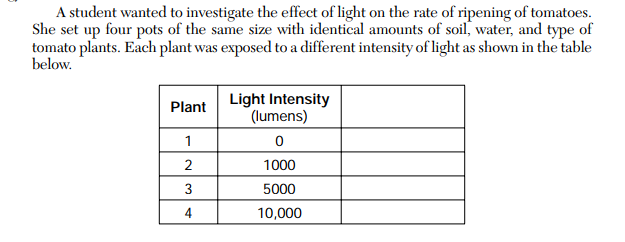 A student wanted to investigate the effect of light on the rate of ripening of tomatoes.
She set up four pots of the same size with identical amounts of soil, water, and type of
tomato plants. Each plant was exposed to a different intensity of light as shown in the table
below.
Plant Light Intensity
(lumens)
1 0
2 1000
3 5000
4 10,000